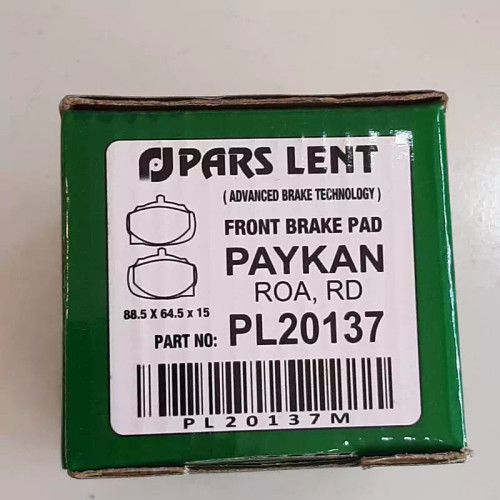 PARS LENT
( ADVANCED BRAKE TECHNOLOGY )
FRONT BRAKE PAD
PAYKAN
ROA, RD
88.5 X 64.5 x 15
PART NO: PL20137
PL20137M